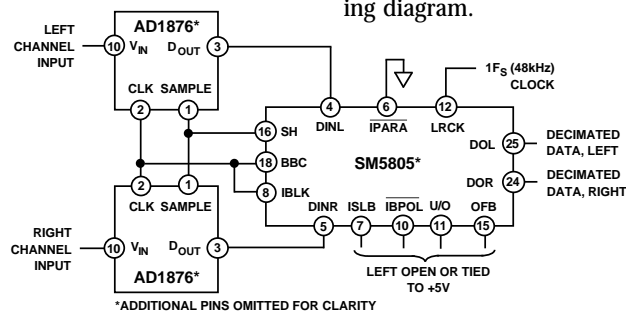 ing diagram.
LEFT
CHANNEL
INPUT
AD1876*
10 VIN DOUT 3
CLK SAMPLE
2 1
1FS (48kHz)
CLOCK
4 6 12
DINL IPARA LRCK
16 SH
18 BBC
8 IBLK
SM5805*
DOL 25
DECIMATED
DATA, LEFT
DOR 24
DECIMATED
DATA, RIGHT
DINR ISLB IBPOL U/O OFB
5 7 10 11 15
2 1
CLK SAMPLE
RIGHT
CHANNEL
INPUT
10 VIN DOUT 3
AD1876*
LEFT OPEN OR TIED
TO +5V
*ADDITIONAL PINS OMITTED FOR CLARITY